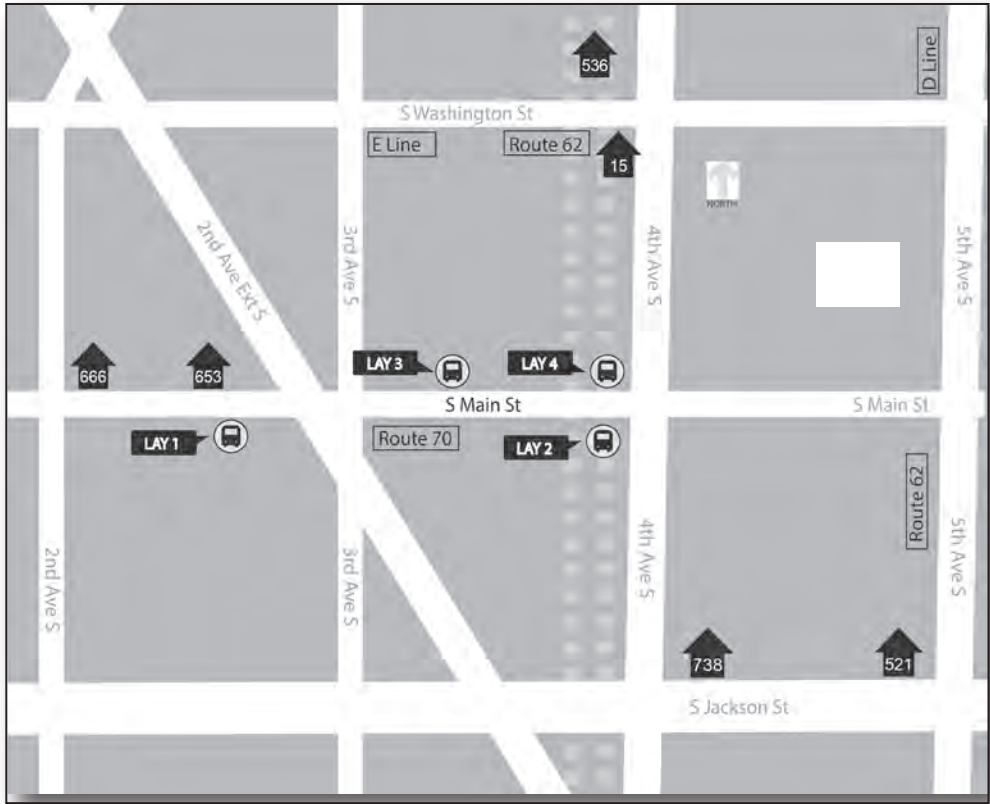 536
D Line
S Washington St
E Line
Route 62
15
NORTH
2nd Ave Ext S
3rd Ave S
4th Ave S
5th Ave S
666
653
LAY 3
LAY 4
S Main St
S Main St
LAY 1
Route 70
LAY 2
Route 62
2nd Ave S
3rd Ave S
4th Ave S
5th Ave S
738
521
S Jackson St